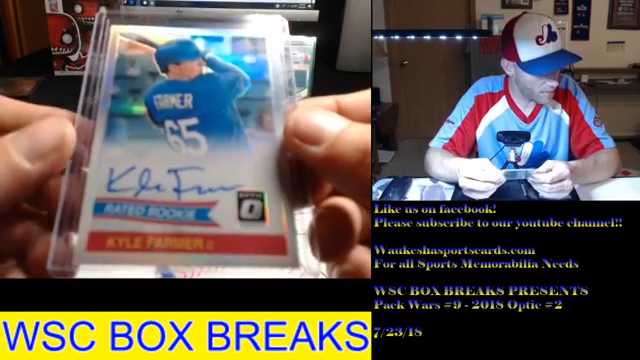 FARMER
65
Kyle Farmer
OPTIC
RATED ROOKIE
KYLE FARMER C
Like us on facebook!
Please subscribe to our youtube channel!!
Waukeshasportscards.com
For all Sports Memorabilia Needs
WSC BOX BREAKS PRESENTS
Pack Wars #9 - 2018 Optic #2
7/23/18
WSC BOX BREAKS